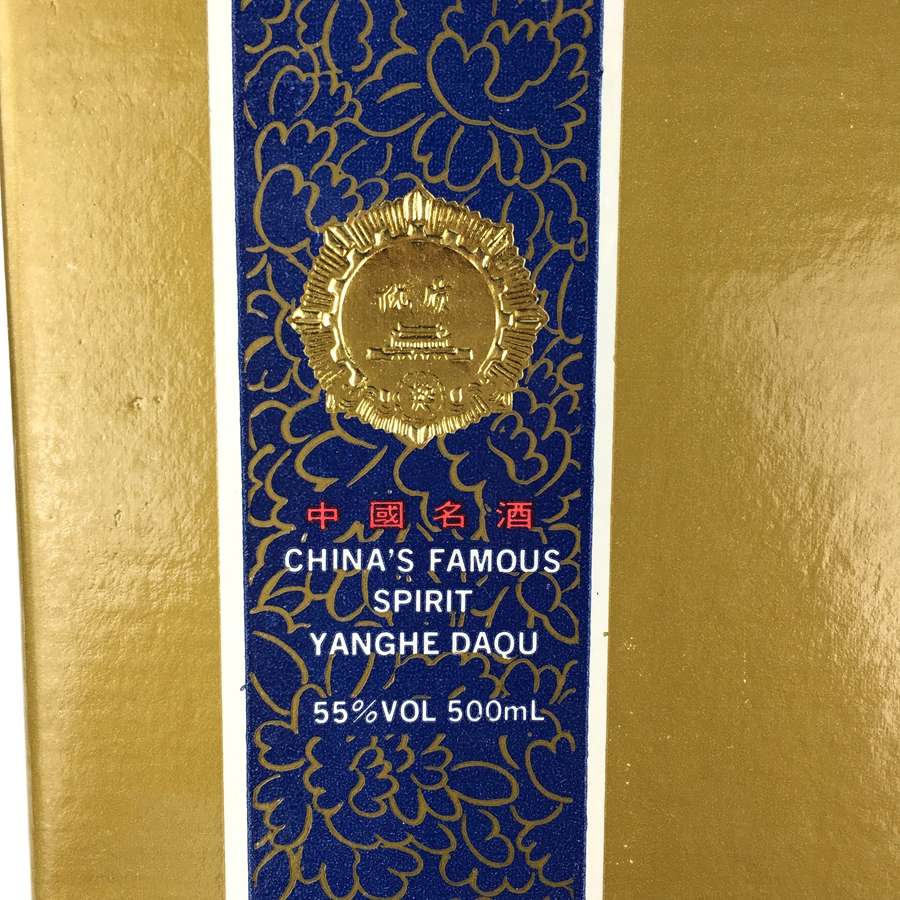 中國名酒
CHINA'S FAMOUS
SPIRIT
YANGHE DAQU
55%VOL 500mL